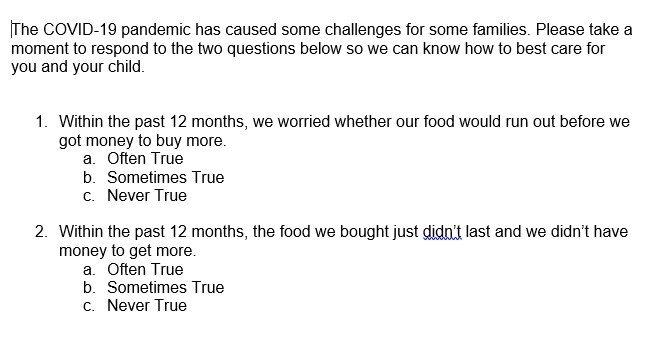 The COVID-19 pandemic has caused some challenges for some families. Please take a
moment to respond to the two questions below so we can know how to best care for
you and your child.
1. Within the past 12 months, we worried whether our food would run out before we
got money to buy more.
a. Often True
b. Sometimes True
c. Never True
2. Within the past 12 months, the food we bought just didn't last and we didn't have
money to get more.
a. Often True
b. Sometimes True
c. Never True